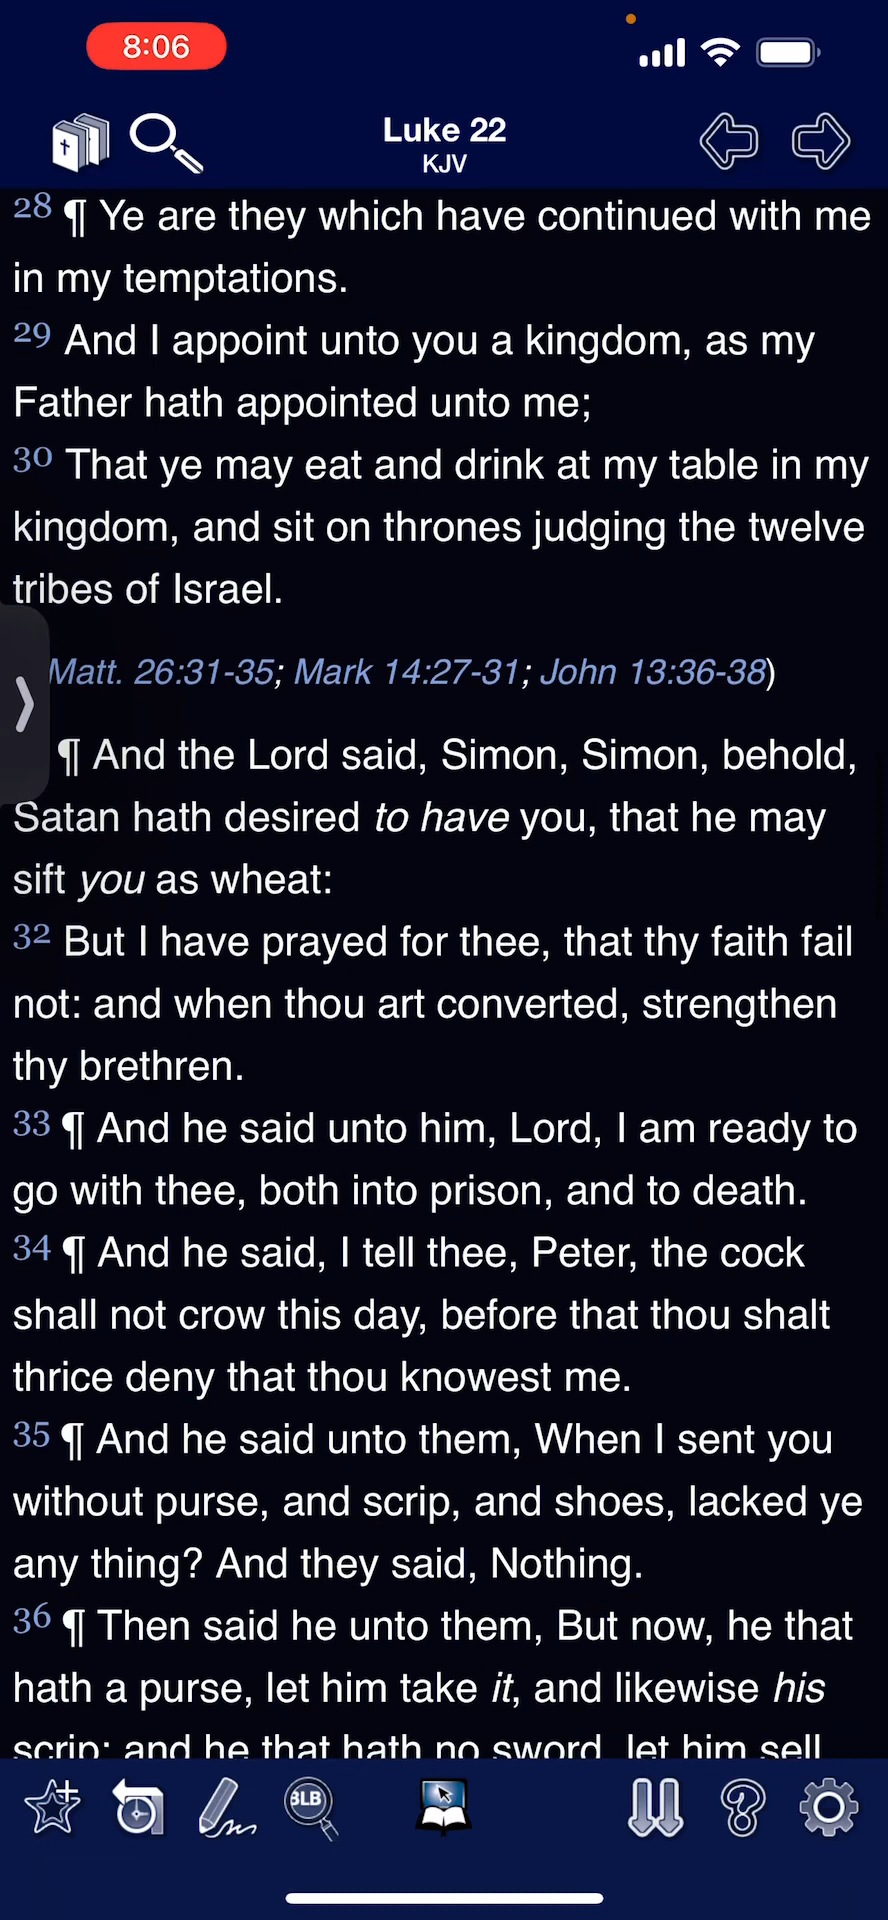 8:06
Luke 22
KJV
28 ¶ Ye are they which have continued with me
in my temptations.
29 And I appoint unto you a kingdom, as my
Father hath appointed unto me;
30 That ye may eat and drink at my table in my
kingdom, and sit on thrones judging the twelve
tribes of Israel.
Matt. 26:31-35; Mark 14:27-31; John 13:36-38)
¶ And the Lord said, Simon, Simon, behold,
Satan hath desired to have you, that he may
sift you as wheat:
32 But I have prayed for thee, that thy faith fail
not: and when thou art converted, strengthen
thy brethren.
33 ¶ And he said unto him, Lord, I am ready to
go with thee, both into prison, and to death.
34 ¶ And he said, I tell thee, Peter, the cock
shall not crow this day, before that thou shalt
thrice deny that thou knowest me.
35 ¶ And he said unto them, When I sent you
without purse, and scrip, and shoes, lacked ye
any thing? And they said, Nothing.
36 ¶ Then said he unto them, But now, he that
hath a purse, let him take it, and likewise his
scrip: and he that hath no sword, let him sell
BLB